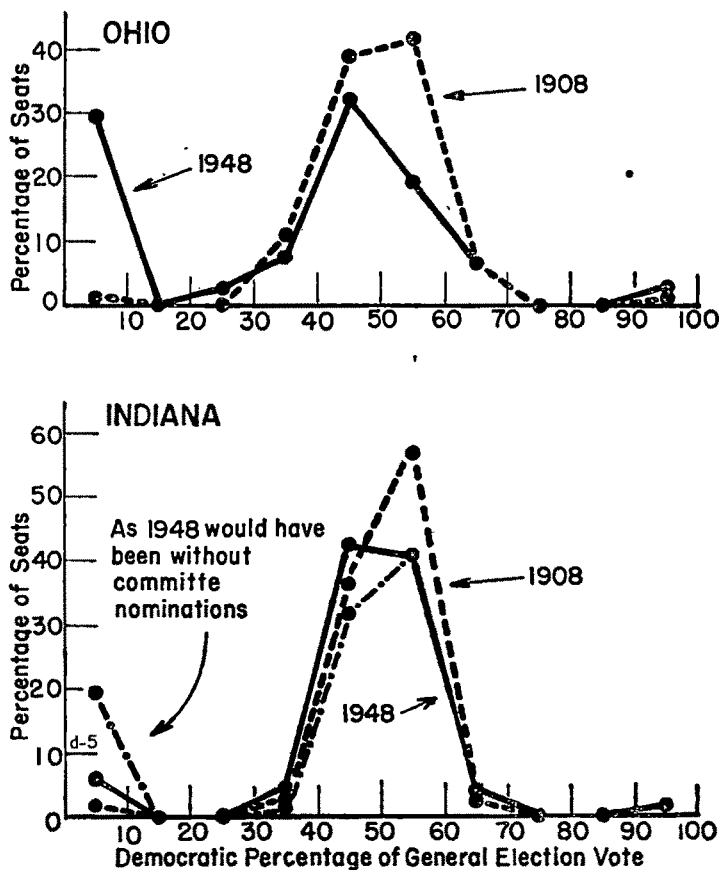 OHIO
Percentage of Seats
40
30
20
10
0
1948
1908
10 20 30 40 50 60 70 80 90 100
INDIANA
Percentage of Seats
60
50
40
30
20
10
0
d-5
As 1948 would have
been without
committe
nominations
1908
1948
10 20 30 40 50 60 70 80 90 100
Democratic Percentage of General Election Vote